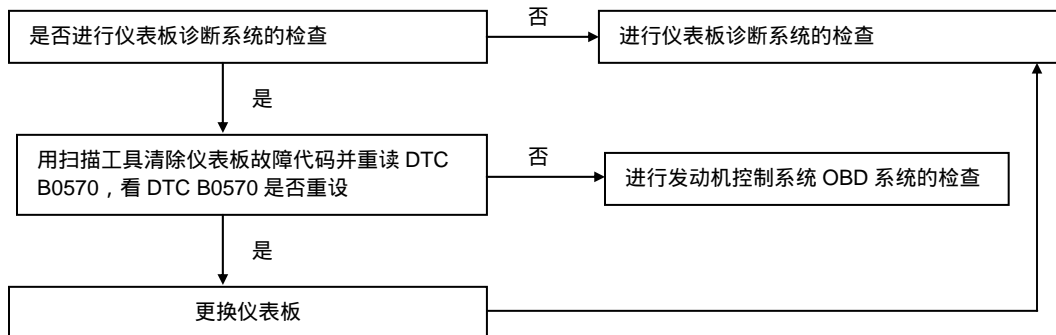 是否进行仪表板诊断系统的检查
否
进行仪表板诊断系统的检查
是
用扫描工具清除仪表板故障代码并重读 DTC
B0570，看 DTC B0570 是否重设
否
进行发动机控制系统 OBD 系统的检查
是
更换仪表板